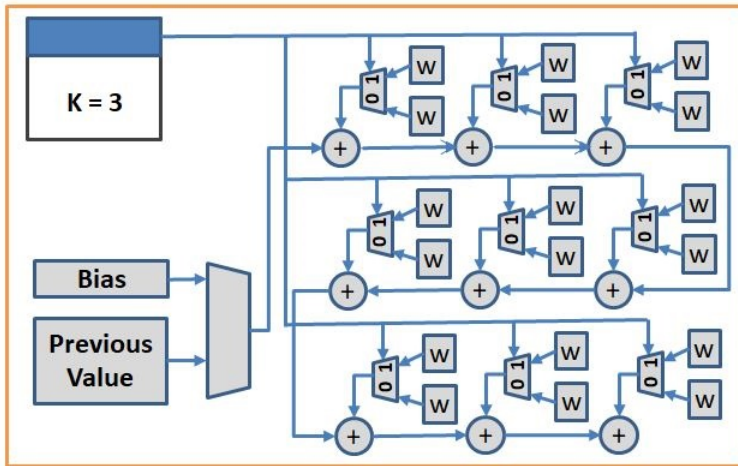 K = 3
W W W
0 1 0 1 0 1
W W W
+ + +
W W W
0 1 0 1 0 1
W W W
+ + +
Bias
Previous
Value
W W W
0 1 0 1 0 1
W W W
+ + +